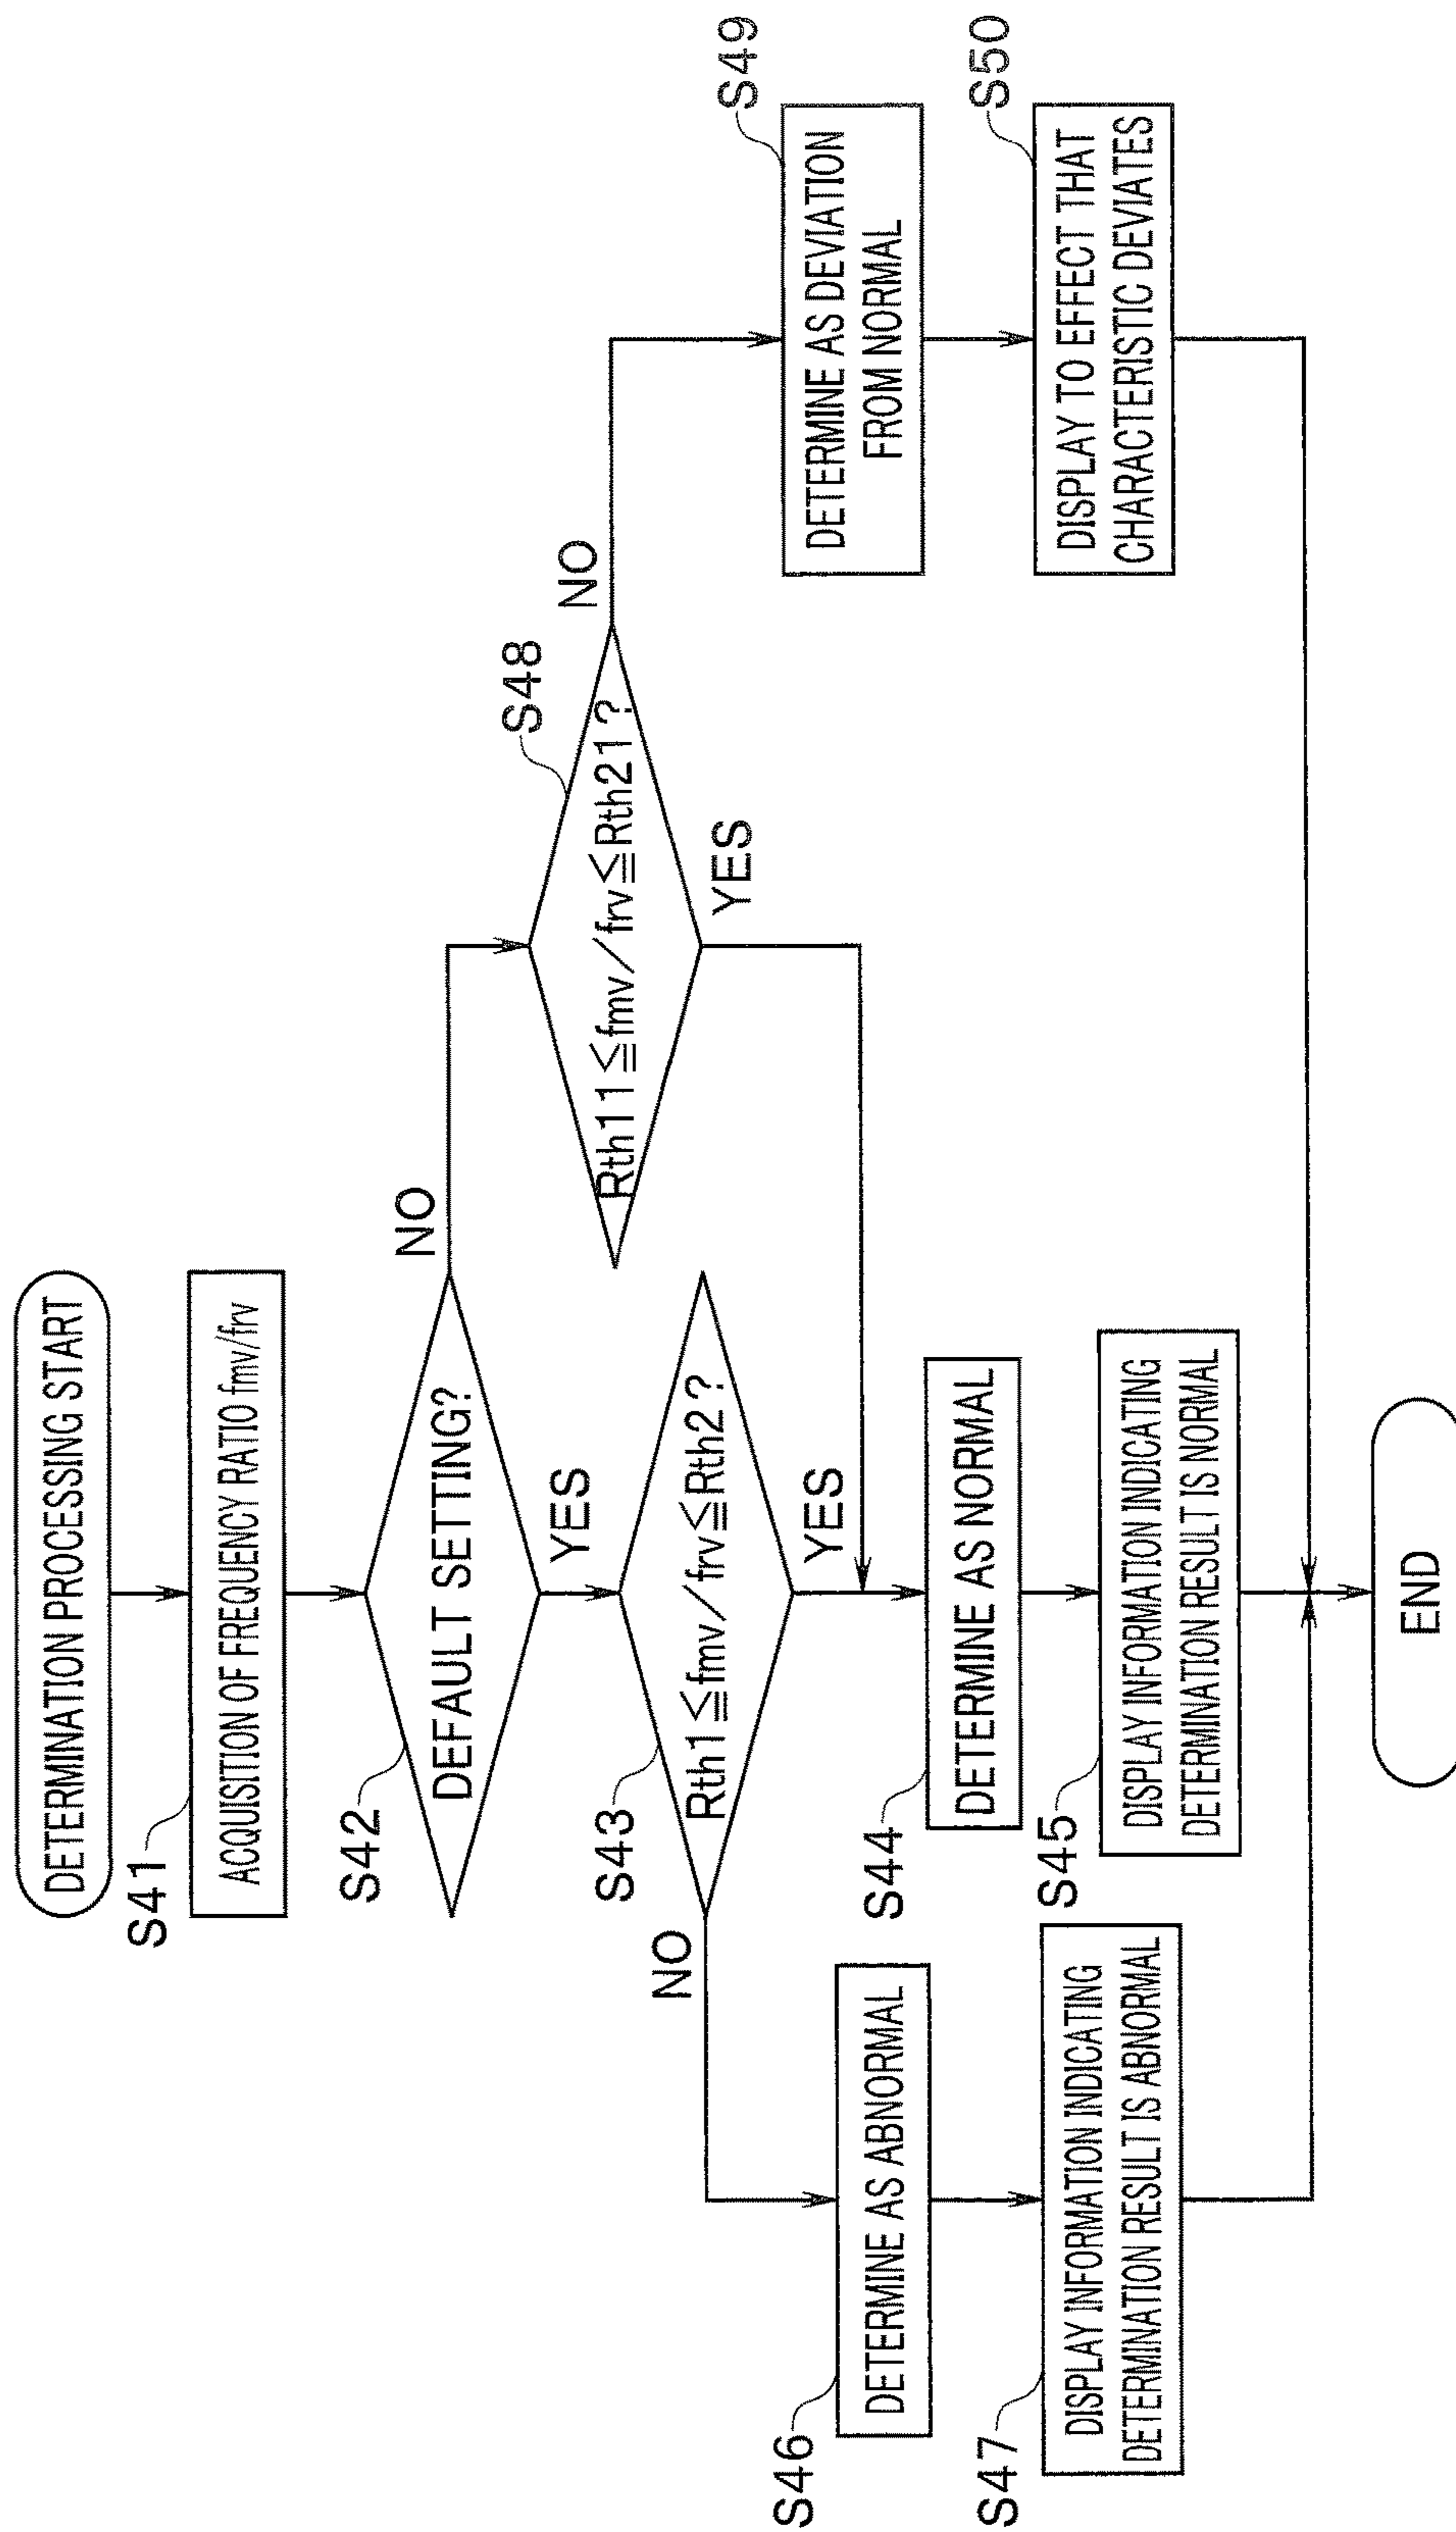 DETERMINATION PROCESSING START
S41
ACQUISITION OF FREQUENCY RATIO fmv/frv
S42
DEFAULT SETTING?
NO
YES
S43
Rth1≦fmv/frv≦Rth2?
NO
YES
S48
Rth11≦fmv/frv≦Rth21?
NO
YES
S44
DETERMINE AS NORMAL
S45
DISPLAY INFORMATION INDICATING
DETERMINATION RESULT IS NORMAL
S46
DETERMINE AS ABNORMAL
S47
DISPLAY INFORMATION INDICATING
DETERMINATION RESULT IS ABNORMAL
S49
DETERMINE AS DEVIATION
FROM NORMAL
S50
DISPLAY TO EFFECT THAT
CHARACTERISTIC DEVIATES
END